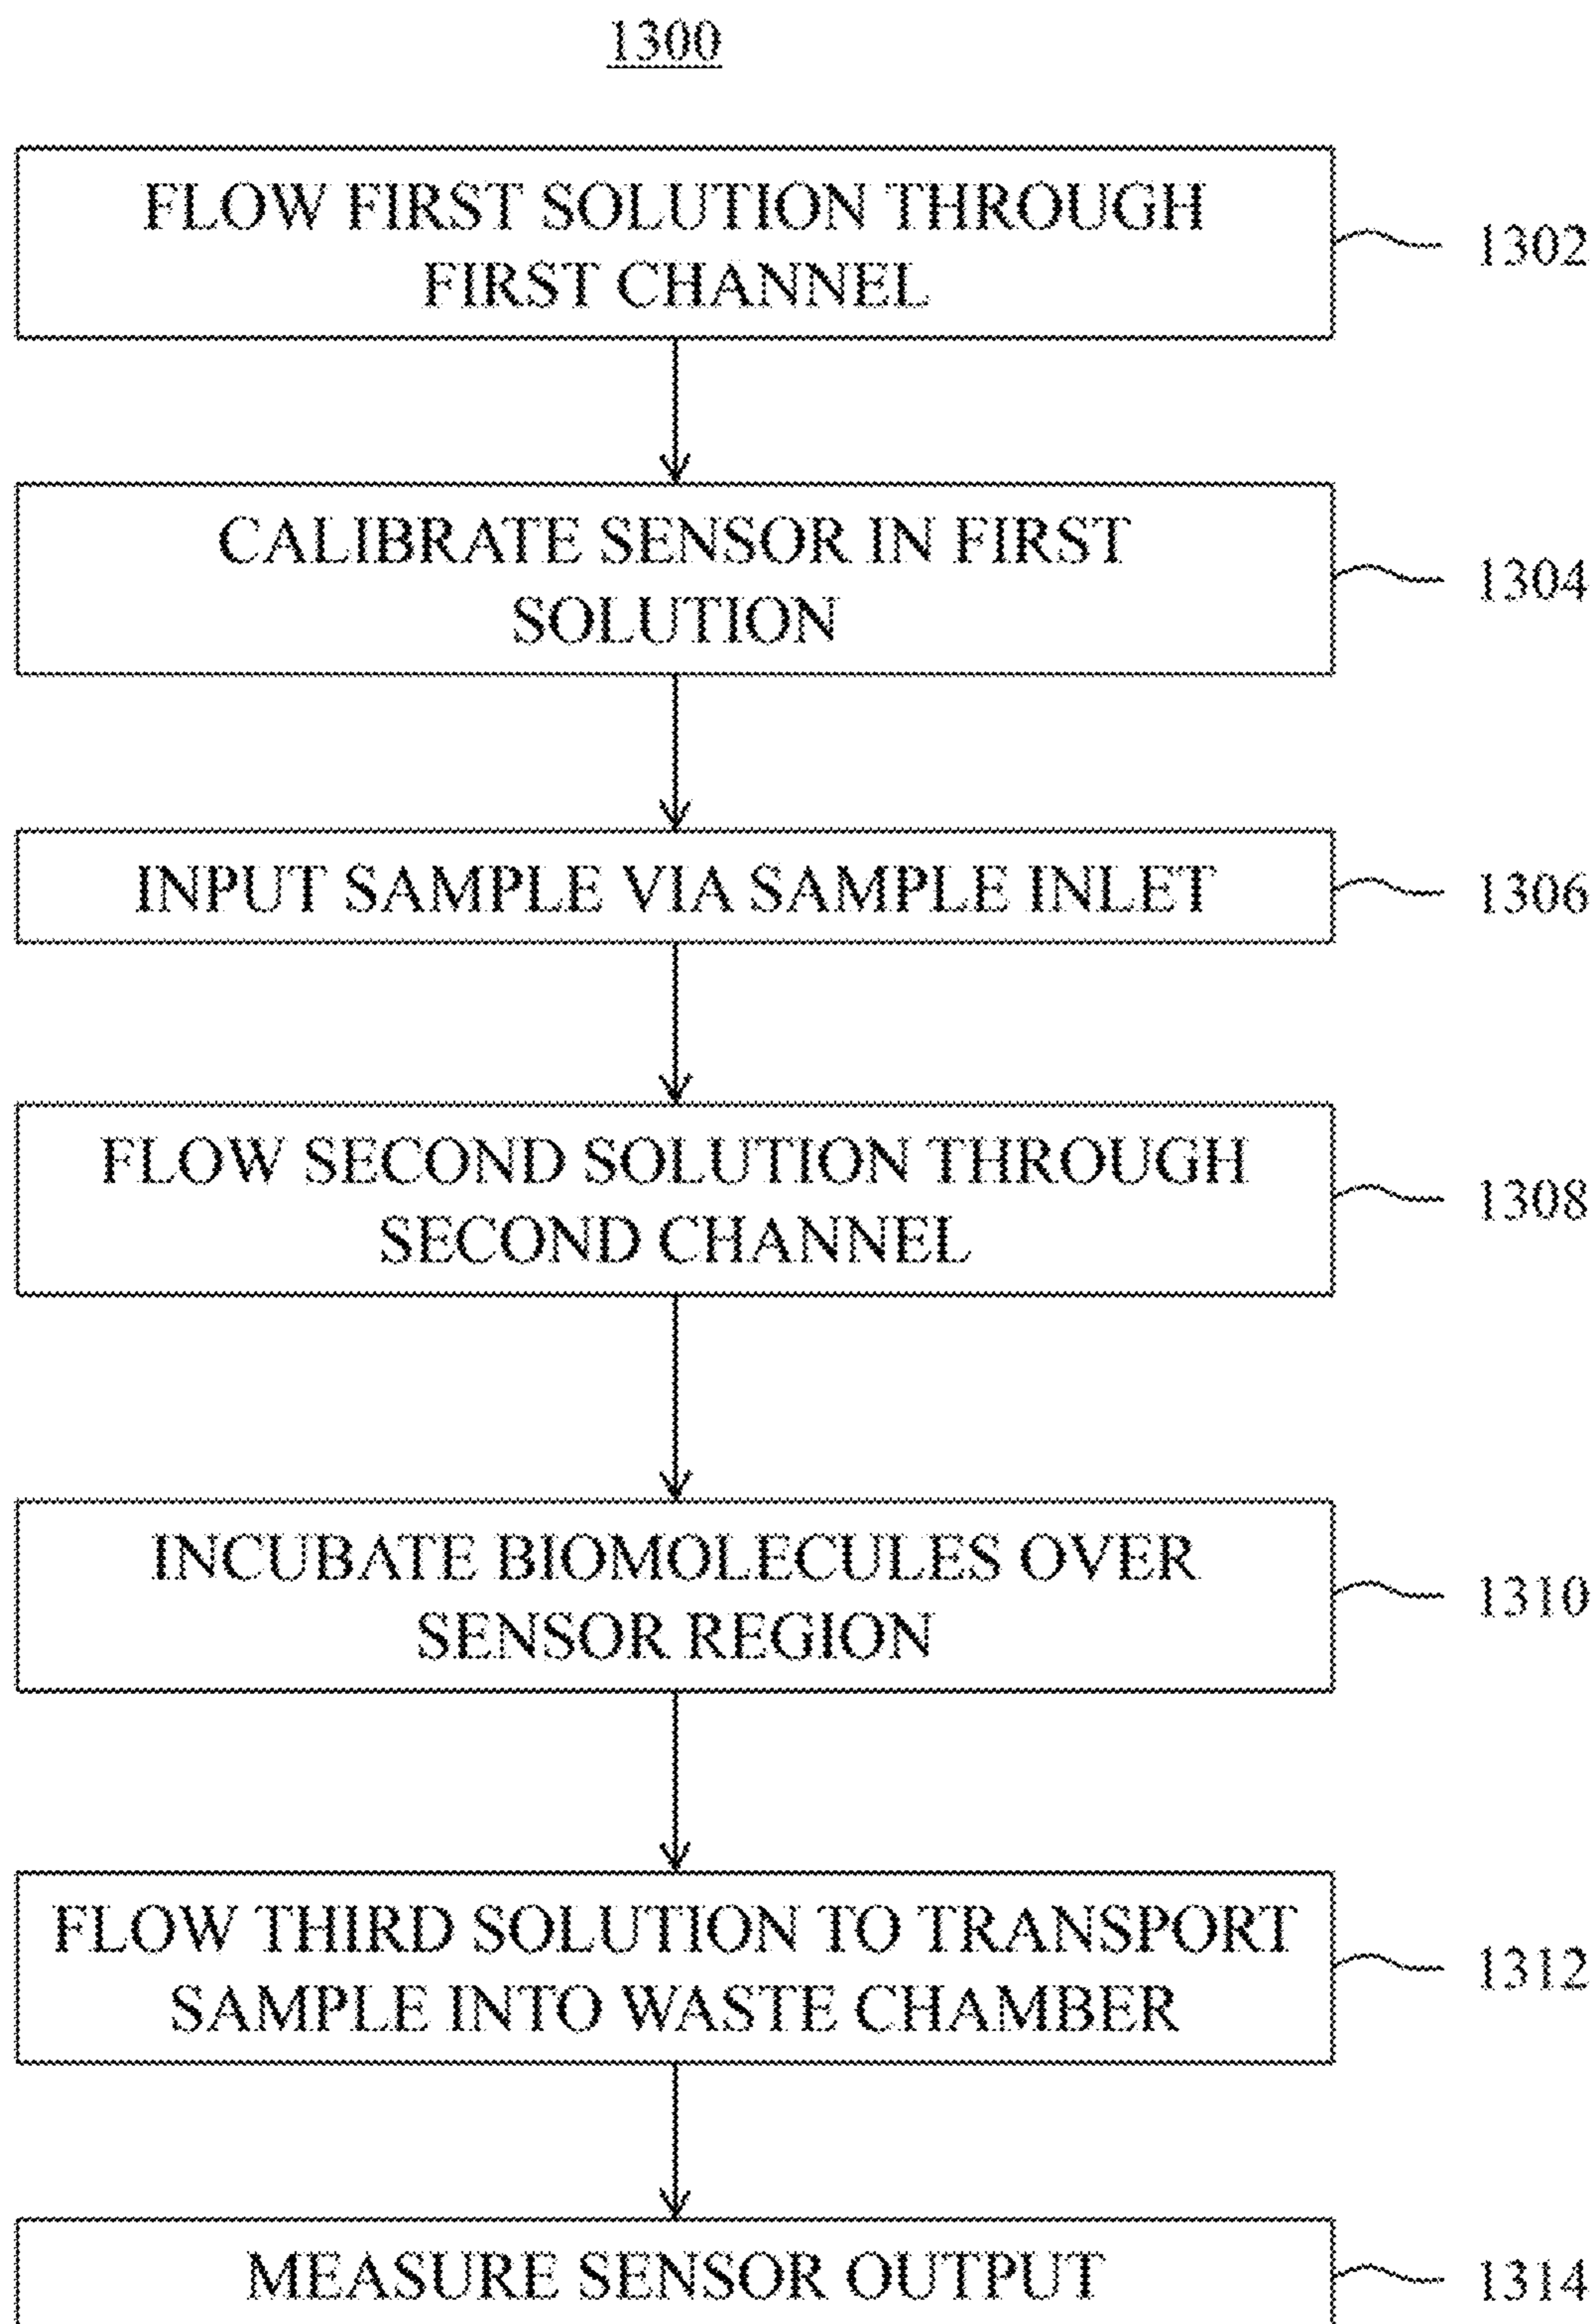 1300
FLOW FIRST SOLUTION THROUGH
FIRST CHANNEL
1302
CALIBRATE SENSOR IN FIRST
SOLUTION
1304
INPUT SAMPLE VIA SAMPLE INLET
1306
FLOW SECOND SOLUTION THROUGH
SECOND CHANNEL
1308
INCUBATE BIOMOLECULES OVER
SENSOR REGION
1310
FLOW THIRD SOLUTION TO TRANSPORT
SAMPLE INTO WASTE CHAMBER
1312
MEASURE SENSOR OUTPUT
1314